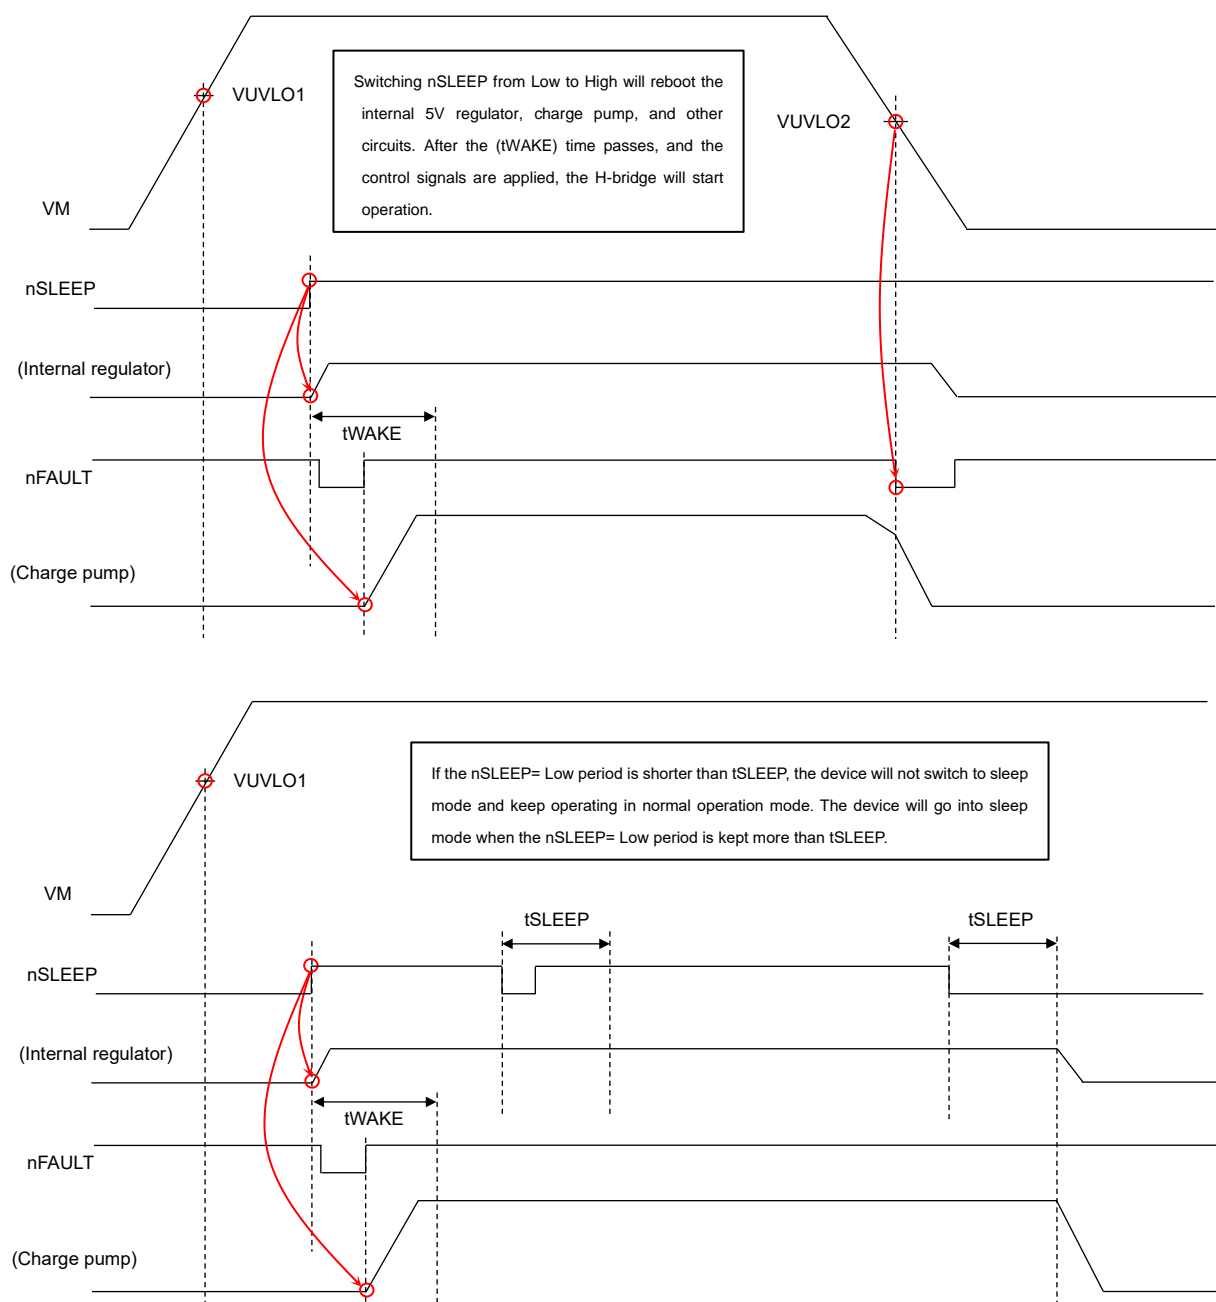 VUVLO1
Switching nSLEEP from Low to High will reboot the
internal 5V regulator, charge pump, and other
circuits. After the (tWAKE) time passes, and the
control signals are applied, the H-bridge will start
operation.
VUVLO2
VM
nSLEEP
(Internal regulator)
tWAKE
nFAULT
(Charge pump)
VUVLO1
If the nSLEEP= Low period is shorter than tSLEEP, the device will not switch to sleep
mode and keep operating in normal operation mode. The device will go into sleep
mode when the nSLEEP= Low period is kept more than tSLEEP.
VM
tSLEEP
tSLEEP
nSLEEP
(Internal regulator)
tWAKE
nFAULT
(Charge pump)